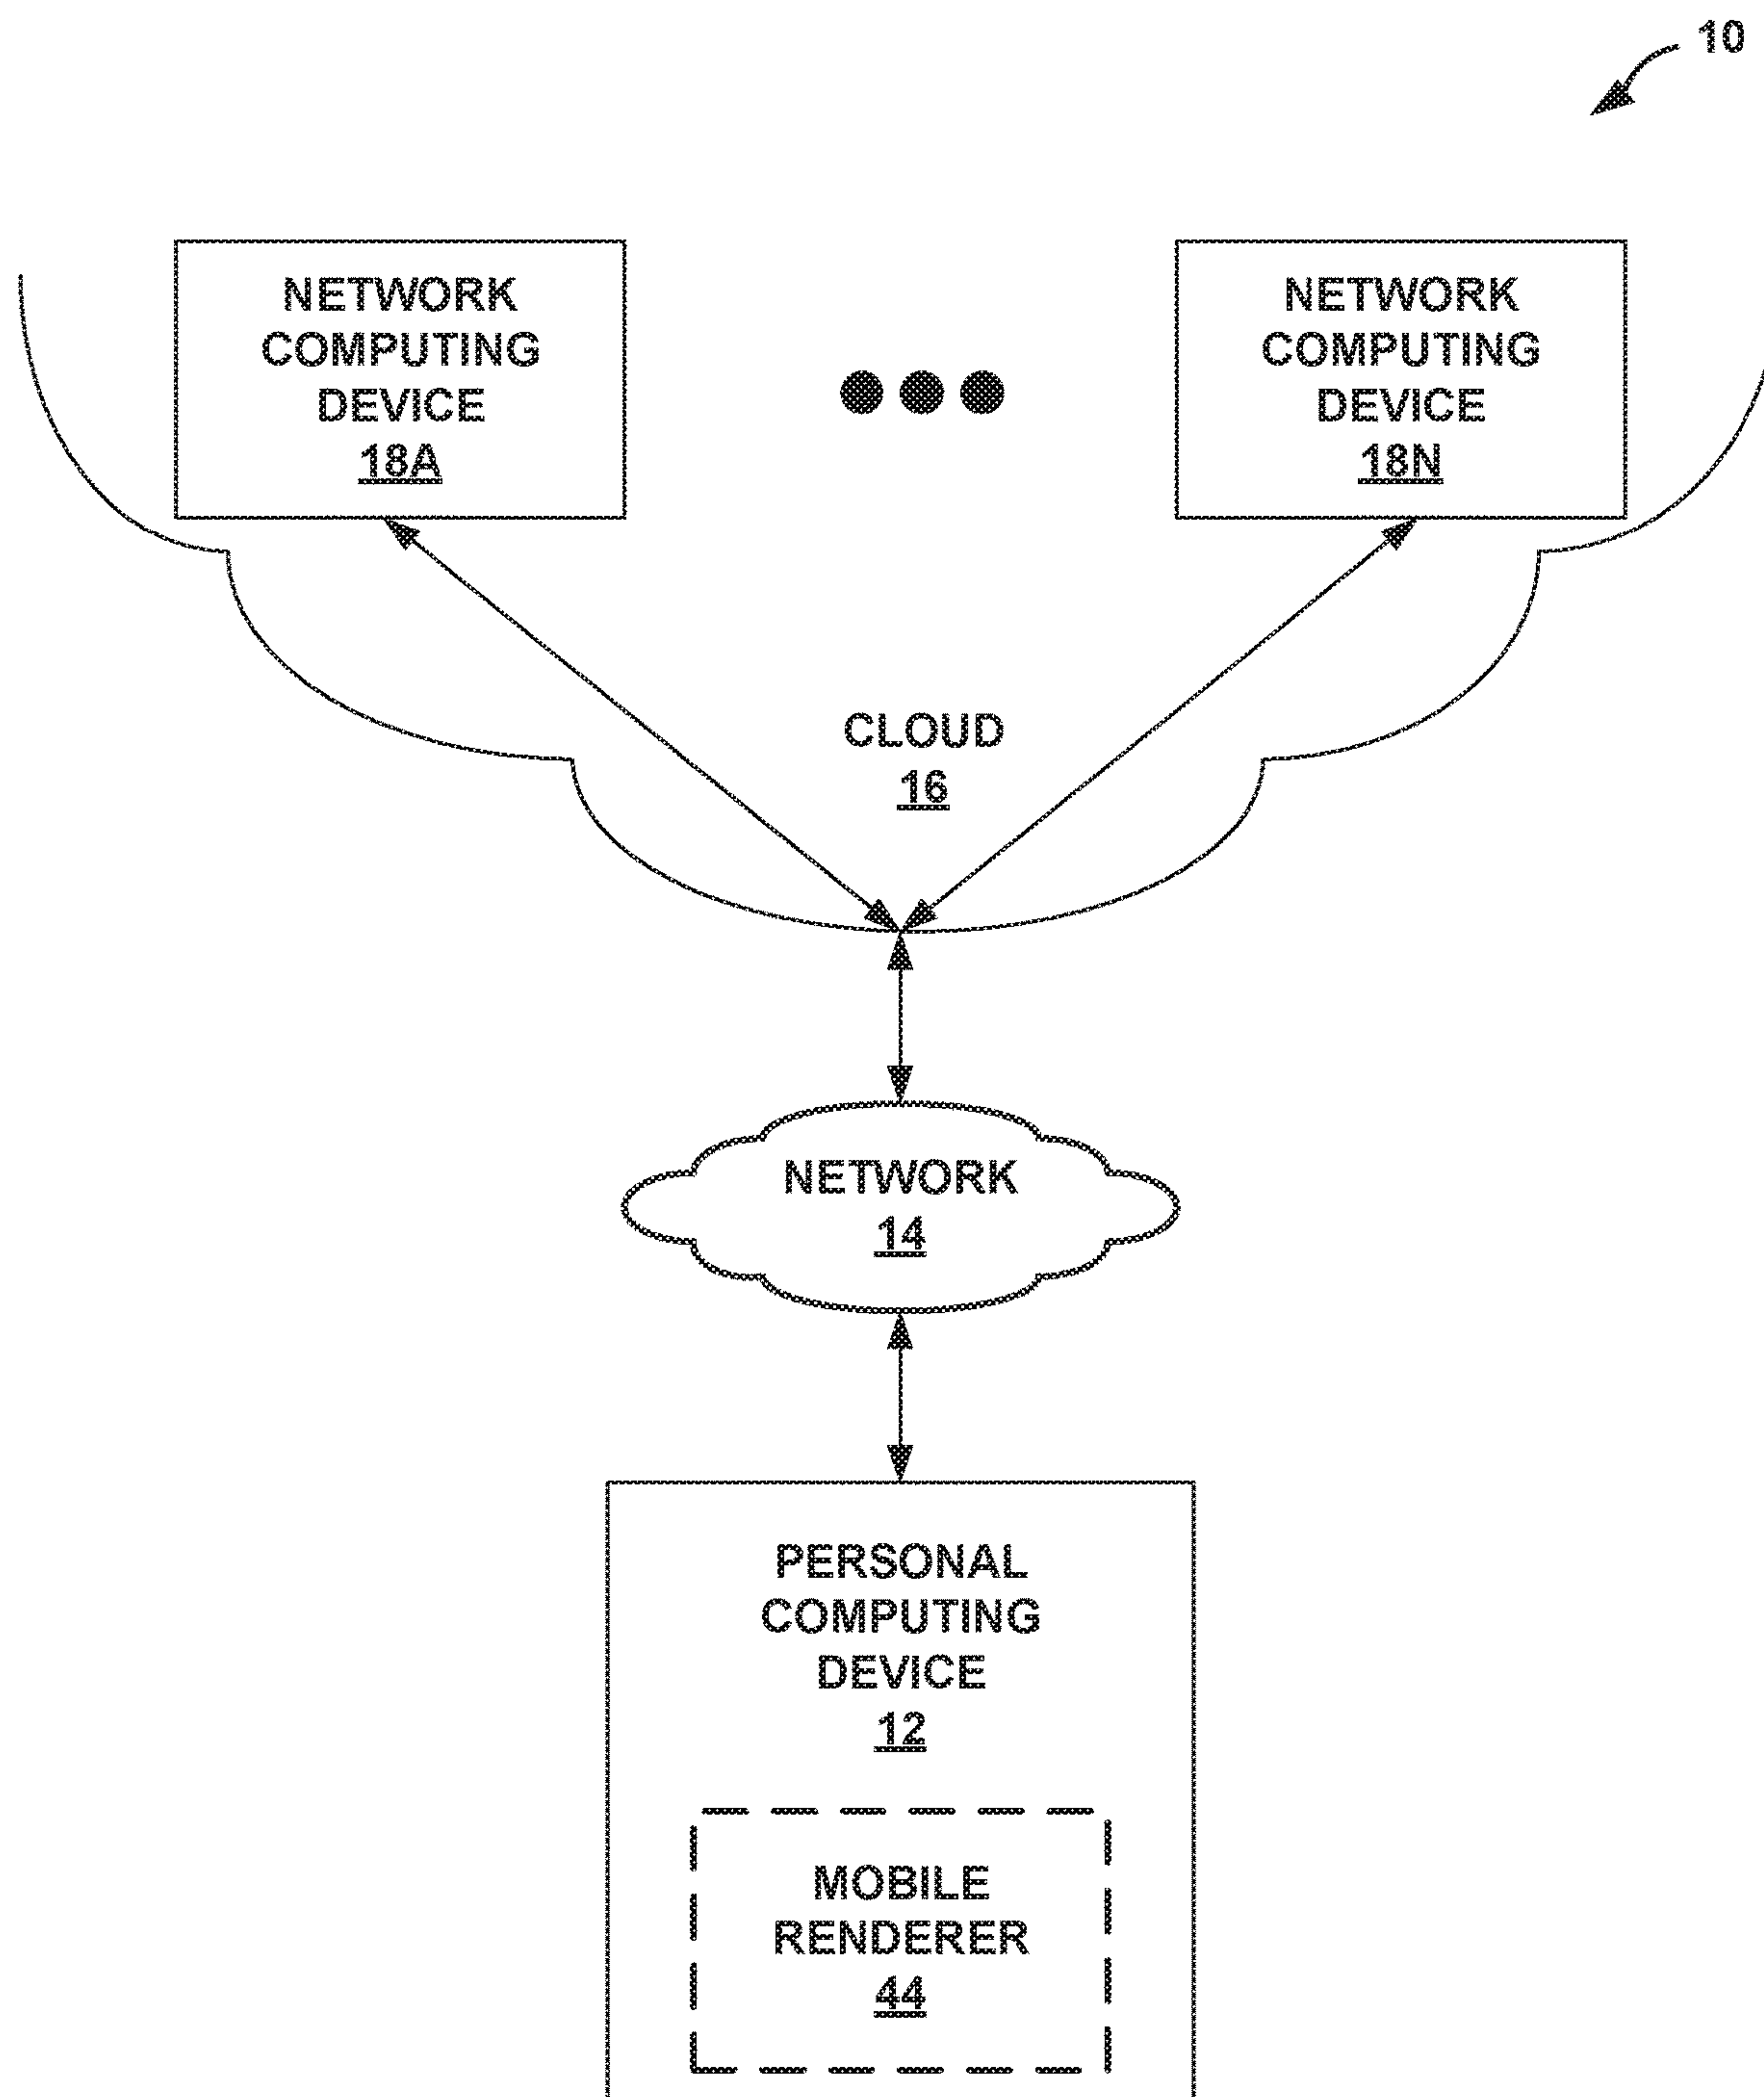 10
NETWORK
COMPUTING
DEVICE
18A
NETWORK
COMPUTING
DEVICE
18N
CLOUD
16
NETWORK
14
PERSONAL
COMPUTING
DEVICE
12
MOBILE
RENDERER
44